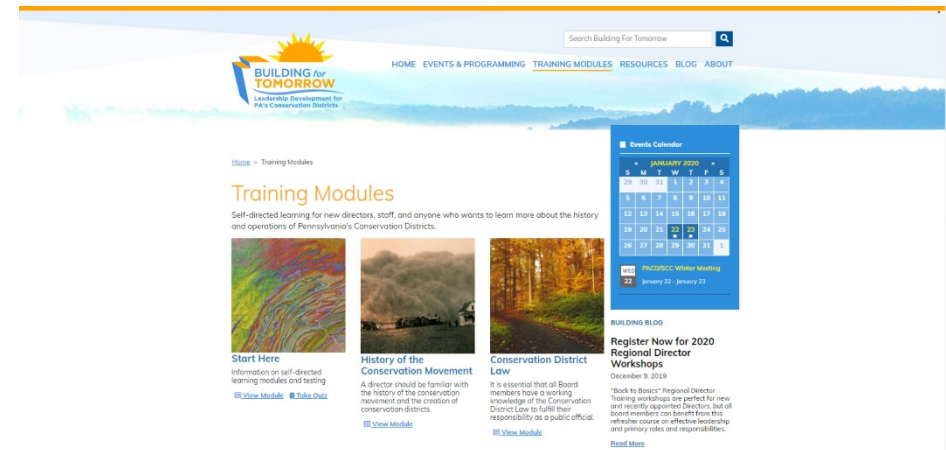 Search Building For Tomorrow
BUILDING for
TOMORROW
Leadership Development for
PA's Conservation Districts
HOME EVENTS & PROGRAMMING TRAINING MODULES RESOURCES BLOG ABOUT
Home > Training Modules
Training Modules
Self-directed learning for new directors, staff, and anyone who wants to learn more about the history
and operations of Pennsylvania's Conservation Districts.
Start Here
Information on self-directed
learning modules and testing
View Module Take Quiz
History of the
Conservation Movement
A director should be familiar with
the history of the conservation
movement and the creation of
conservation districts.
View Module
Conservation District
Law
It is essential that all Board
members have a working
knowledge of the Conservation
District Law to fulfill their
responsibility as a public official.
View Module
Events Calendar
« JANUARY 2020 »
S M T W T F S
29 30 31 1 2 3 4
5 6 7 8 9 10 11
12 13 14 15 16 17 18
19 20 21 22 23 24 25
26 27 28 29 30 31 1
WED
22
PACD/SCC Winter Meeting
January 22 - January 23
BUILDING BLOG
Register Now for 2020
Regional Director
Workshops
December 9, 2019
"Back to Basics" Regional Director
Training workshops are perfect for new
and recently appointed Directors, but all
board members can benefit from this
refresher course on effective leadership
and primary roles and responsibilities.
Read More